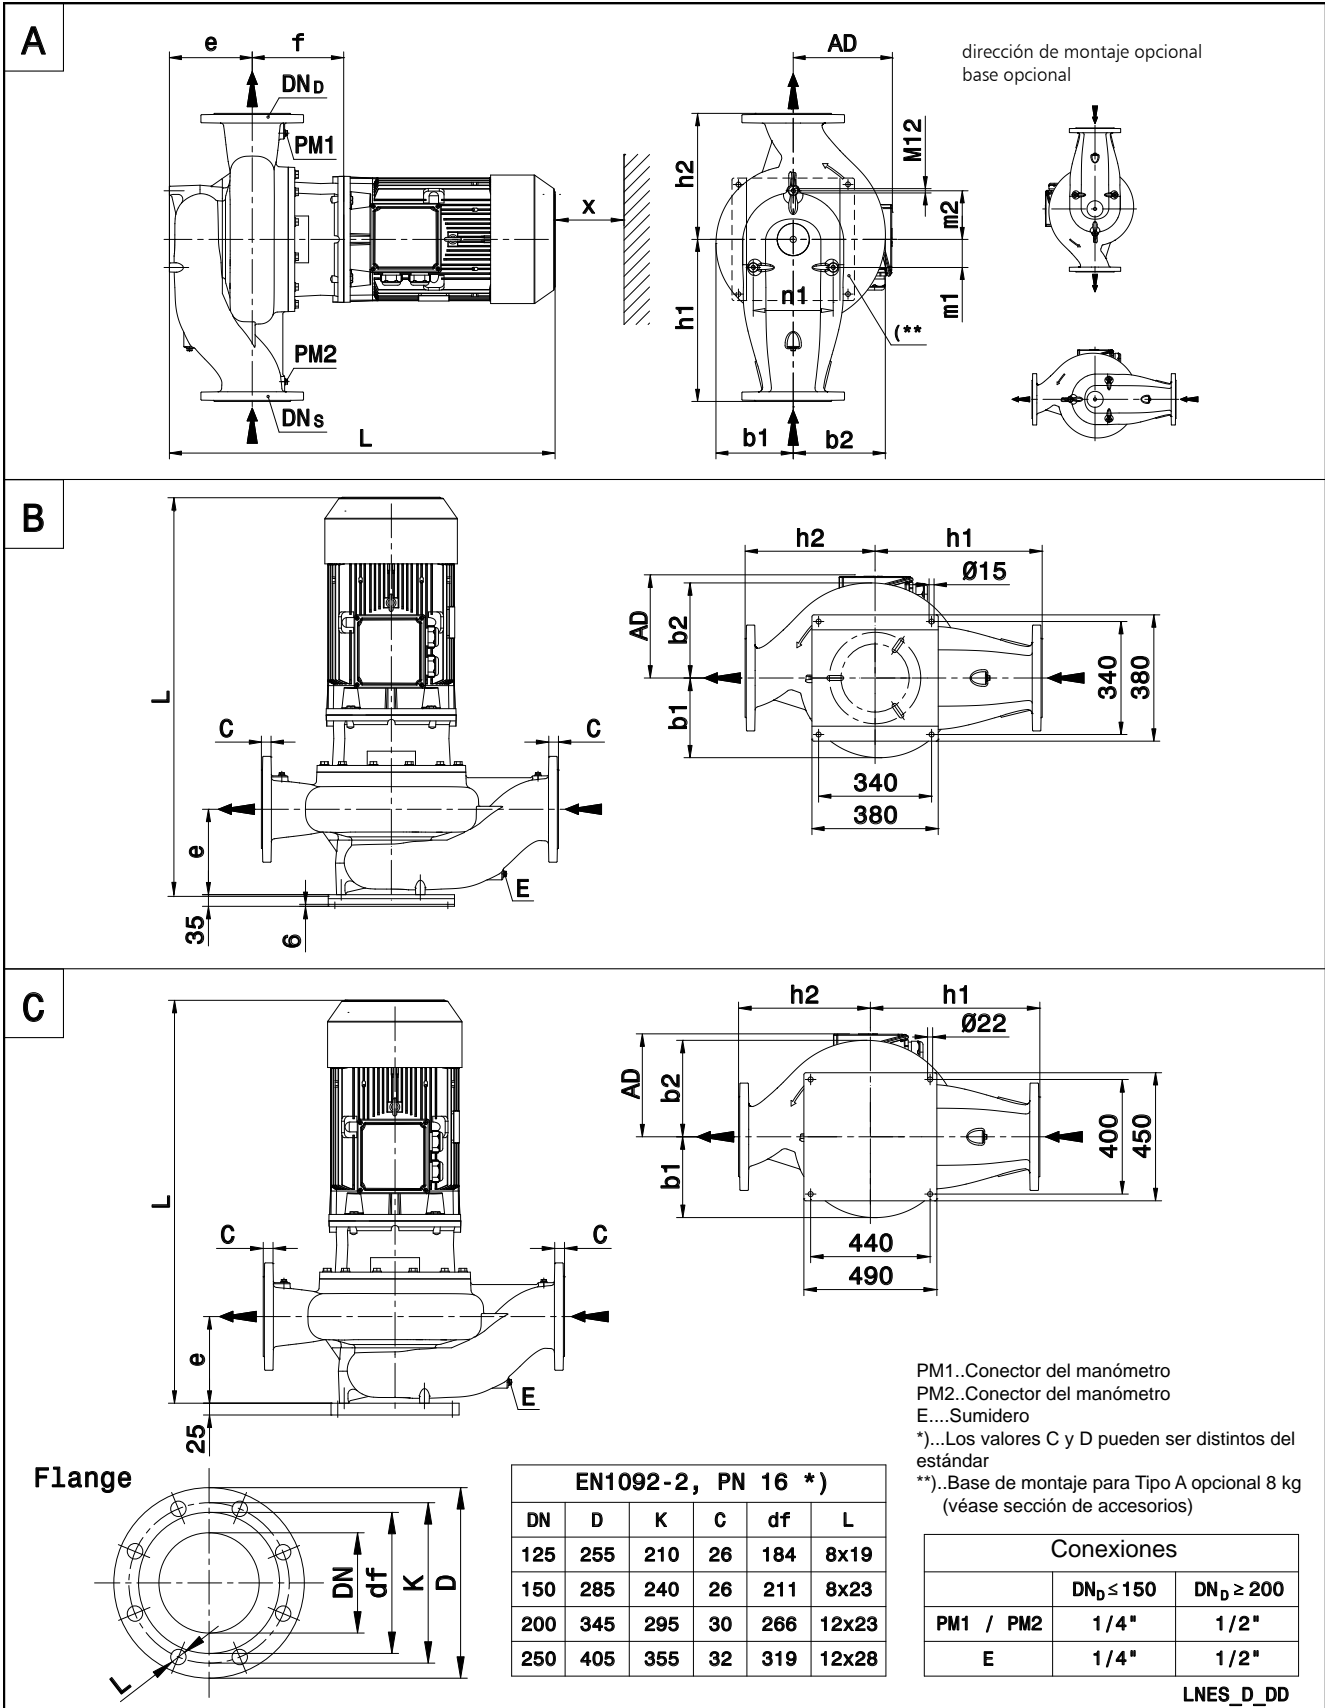 A
e
f
DND
PM1
x
PM2
DNS
L
AD
M12
h2
m2
h1
n1
m1
(**
b1
b2
dirección de montaje opcional
base opcional
B
L
C
C
e
35
6
E
h2
h1
Ø15
AD
b2
b1
340
380
340
380
C
L
C
C
e
25
E
h2
h1
Ø22
AD
b2
b1
400
450
440
490
PM1..Conector del manómetro
PM2..Conector del manómetro
E....Sumidero
*)...Los valores C y D pueden ser distintos del
estándar
**)..Base de montaje para Tipo A opcional 8 kg
(véase sección de accesorios)
Flange
DN
df
K
D
L
EN1092-2, PN 16 *)
DN D K C df L
125 255 210 26 184 8x19
150 285 240 26 211 8x23
200 345 295 30 266 12x23
250 405 355 32 319 12x28
Conexiones
DND≤150 DND≥200
PM1 / PM2 1/4" 1/2"
E 1/4" 1/2"
LNES_D_DD